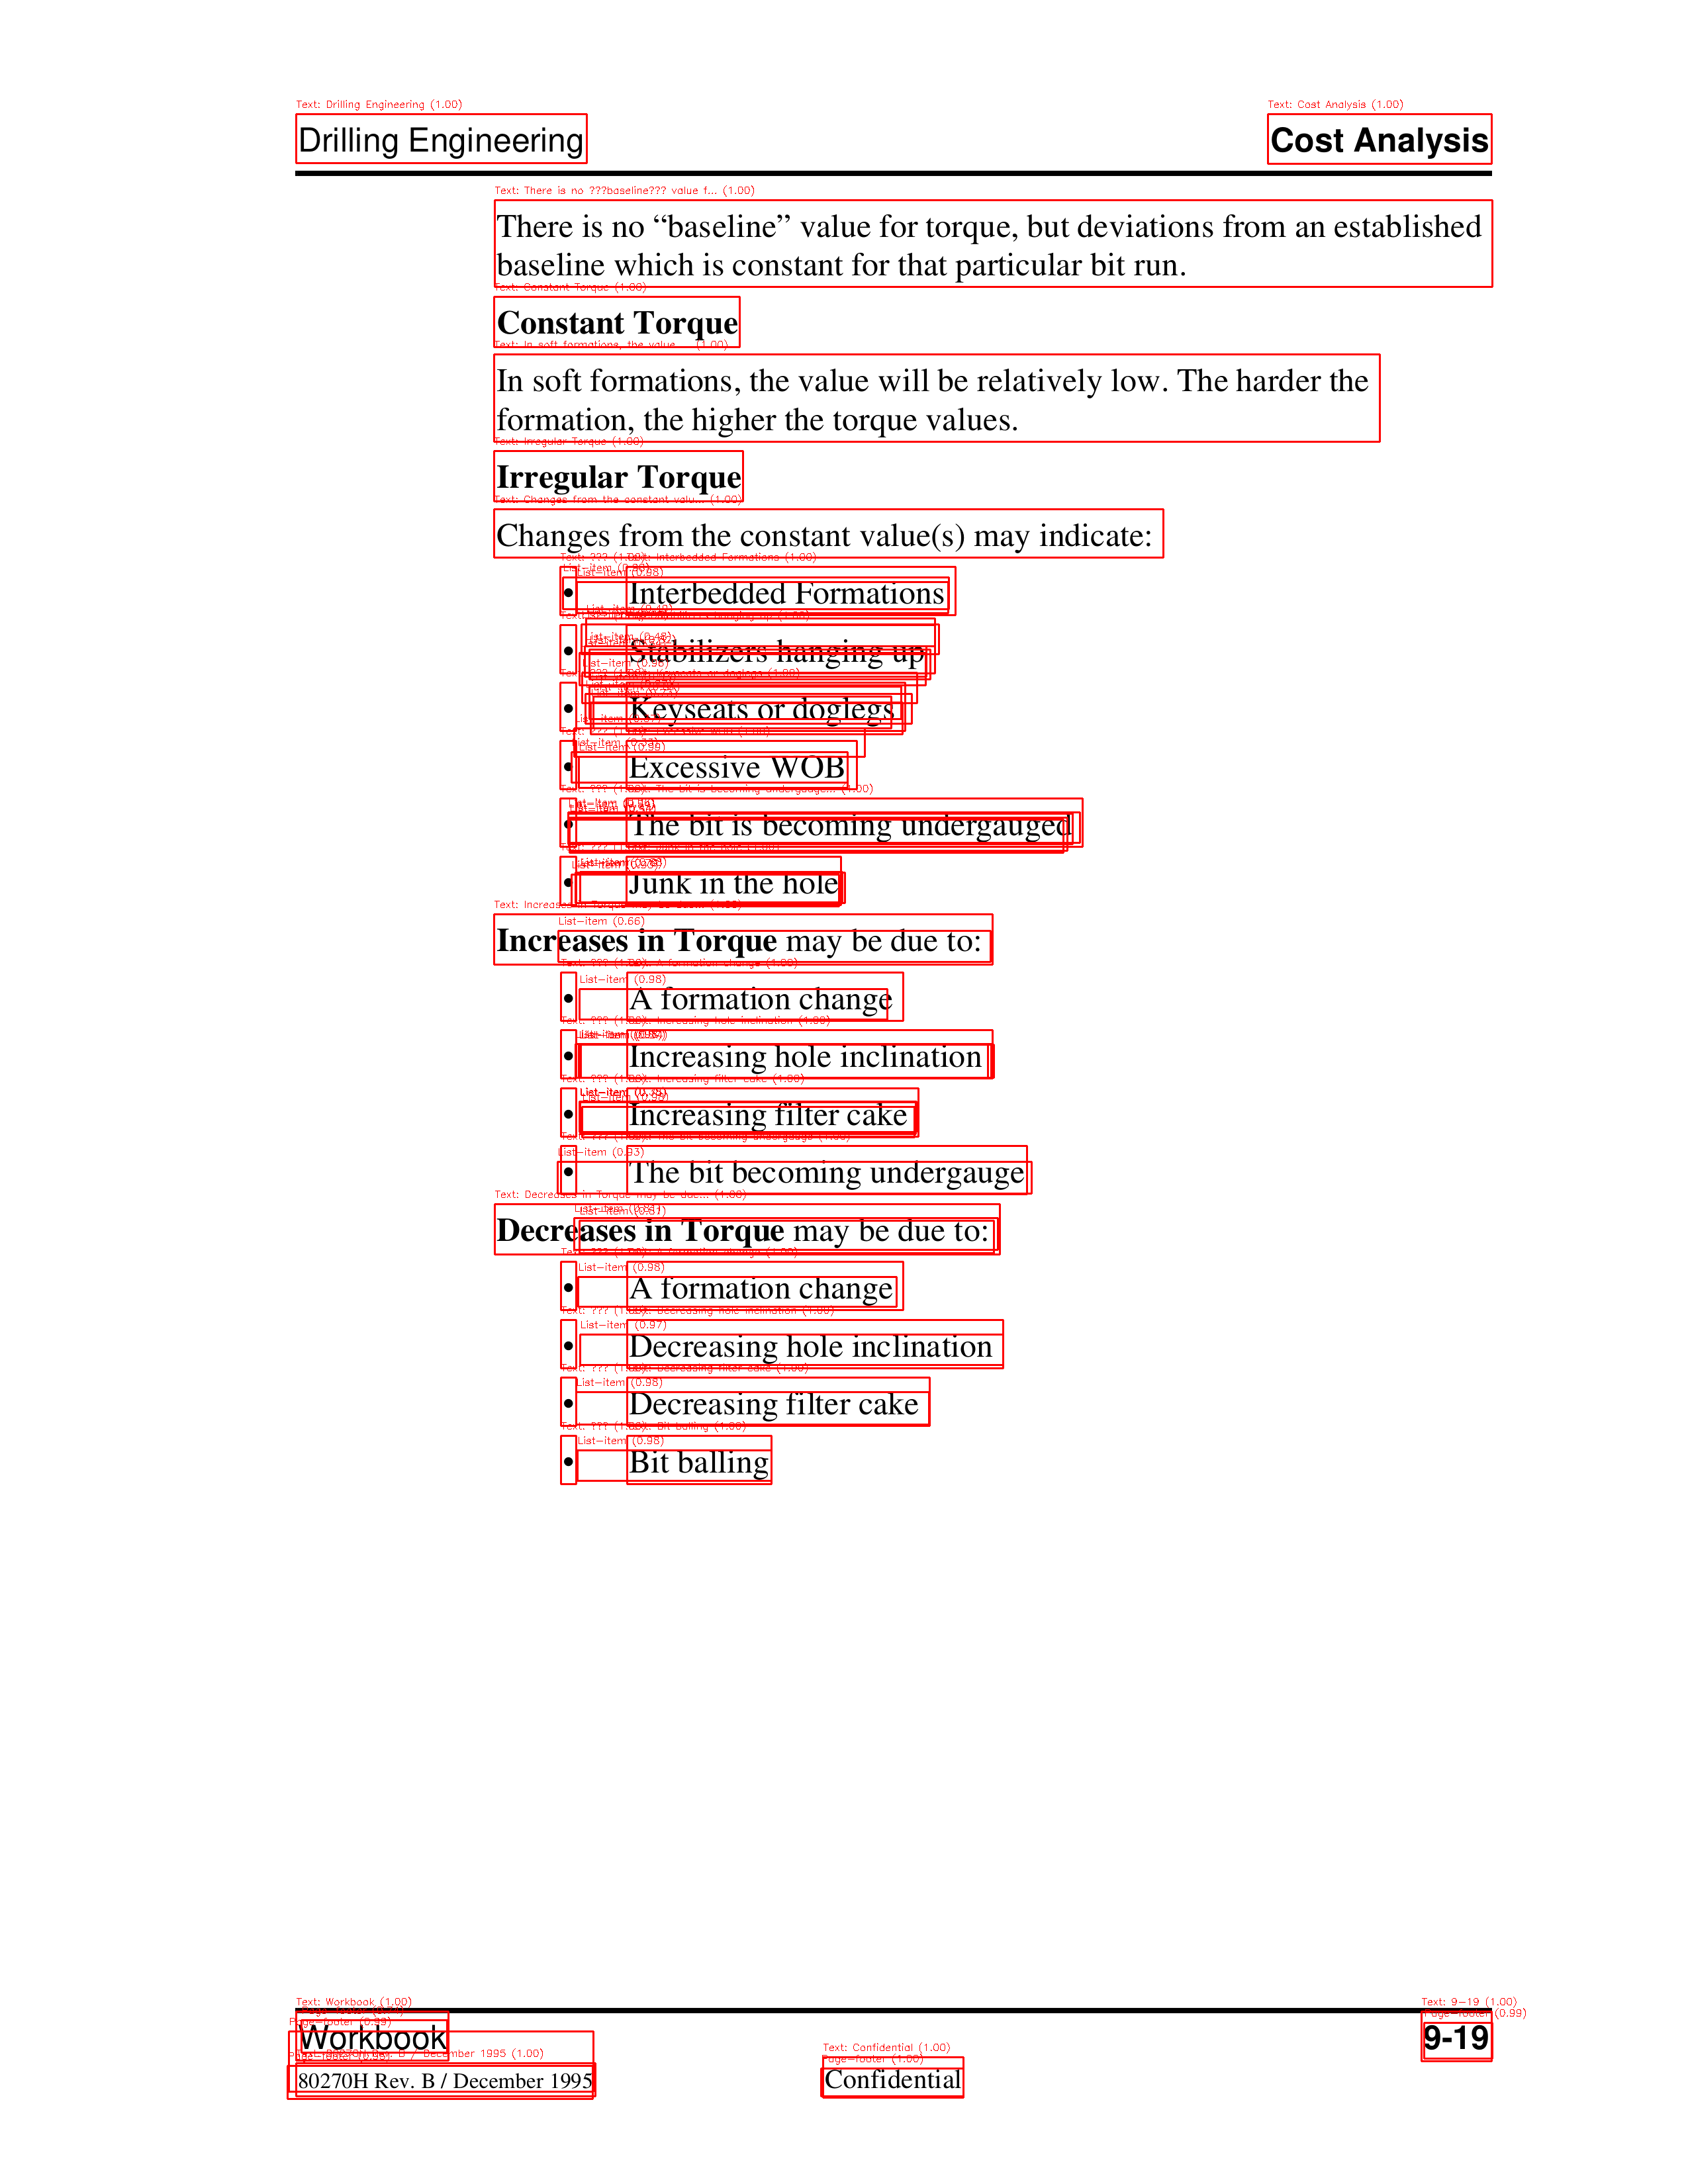 Drilling Engineering
Cost Analysis
There is no “baseline” value for torque, but deviations from an established
baseline which is constant for that particular bit run.
Constant Torque
In soft formations, the value will be relatively low. The harder the
formation, the higher the torque values.
Irregular Torque
Changes from the constant value(s) may indicate:
• Interbedded Formations
• Stabilizers hanging up
• Keyseats or doglegs
• Excessive WOB
• The bit is becoming undergauged
• Junk in the hole
Increases in Torque may be due to:
• A formation change
• Increasing hole inclination
• Increasing filter cake
• The bit becoming undergauge
Decreases in Torque may be due to:
• A formation change
• Decreasing hole inclination
• Decreasing filter cake
• Bit balling
Workbook
9-19
80270H Rev. B / December 1995
Confidential